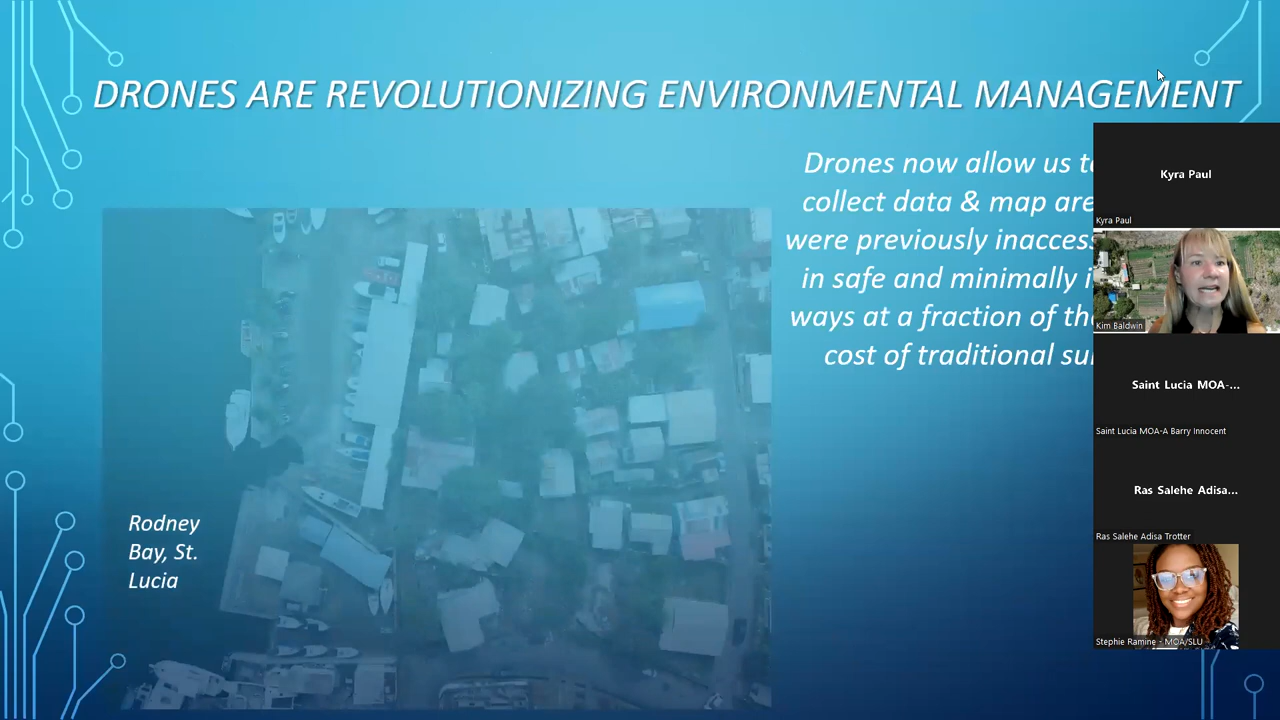 DRONES ARE REVOLUTIONIZING ENVIRONMENTAL MANAGEMENT
Drones now allow us
collect data & map
were previously
in safe and minimally
ways at a fraction of
cost of traditional
Rodney
Bay, St.
Lucia
Kyra Paul
Kyra Paul
Kim Baldwin
Saint Lucia MOA-...
Saint Lucia MOA-A Barry Innocent
Ras Salehe Adisa...
Ras Salehe Adisa Trotter
Stephie Ramine - MOA/SLU